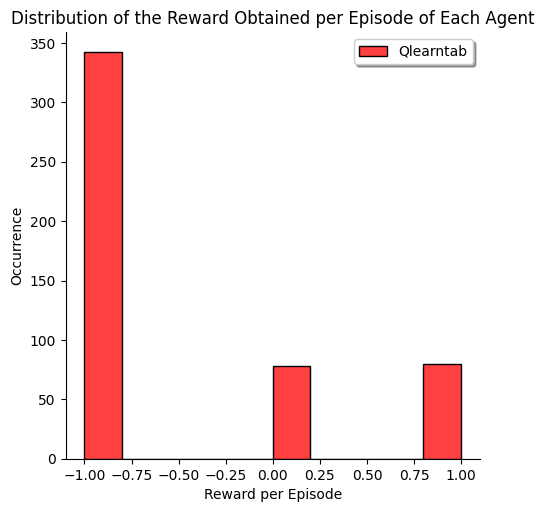 Distribution of the Reward Obtained per Episode of Each Agent
Qlearntab
350
300
250
200
150
100
50
0
Occurrence
−1.00 −0.75 −0.50 −0.25 0.00 0.25 0.50 0.75 1.00
Reward per Episode